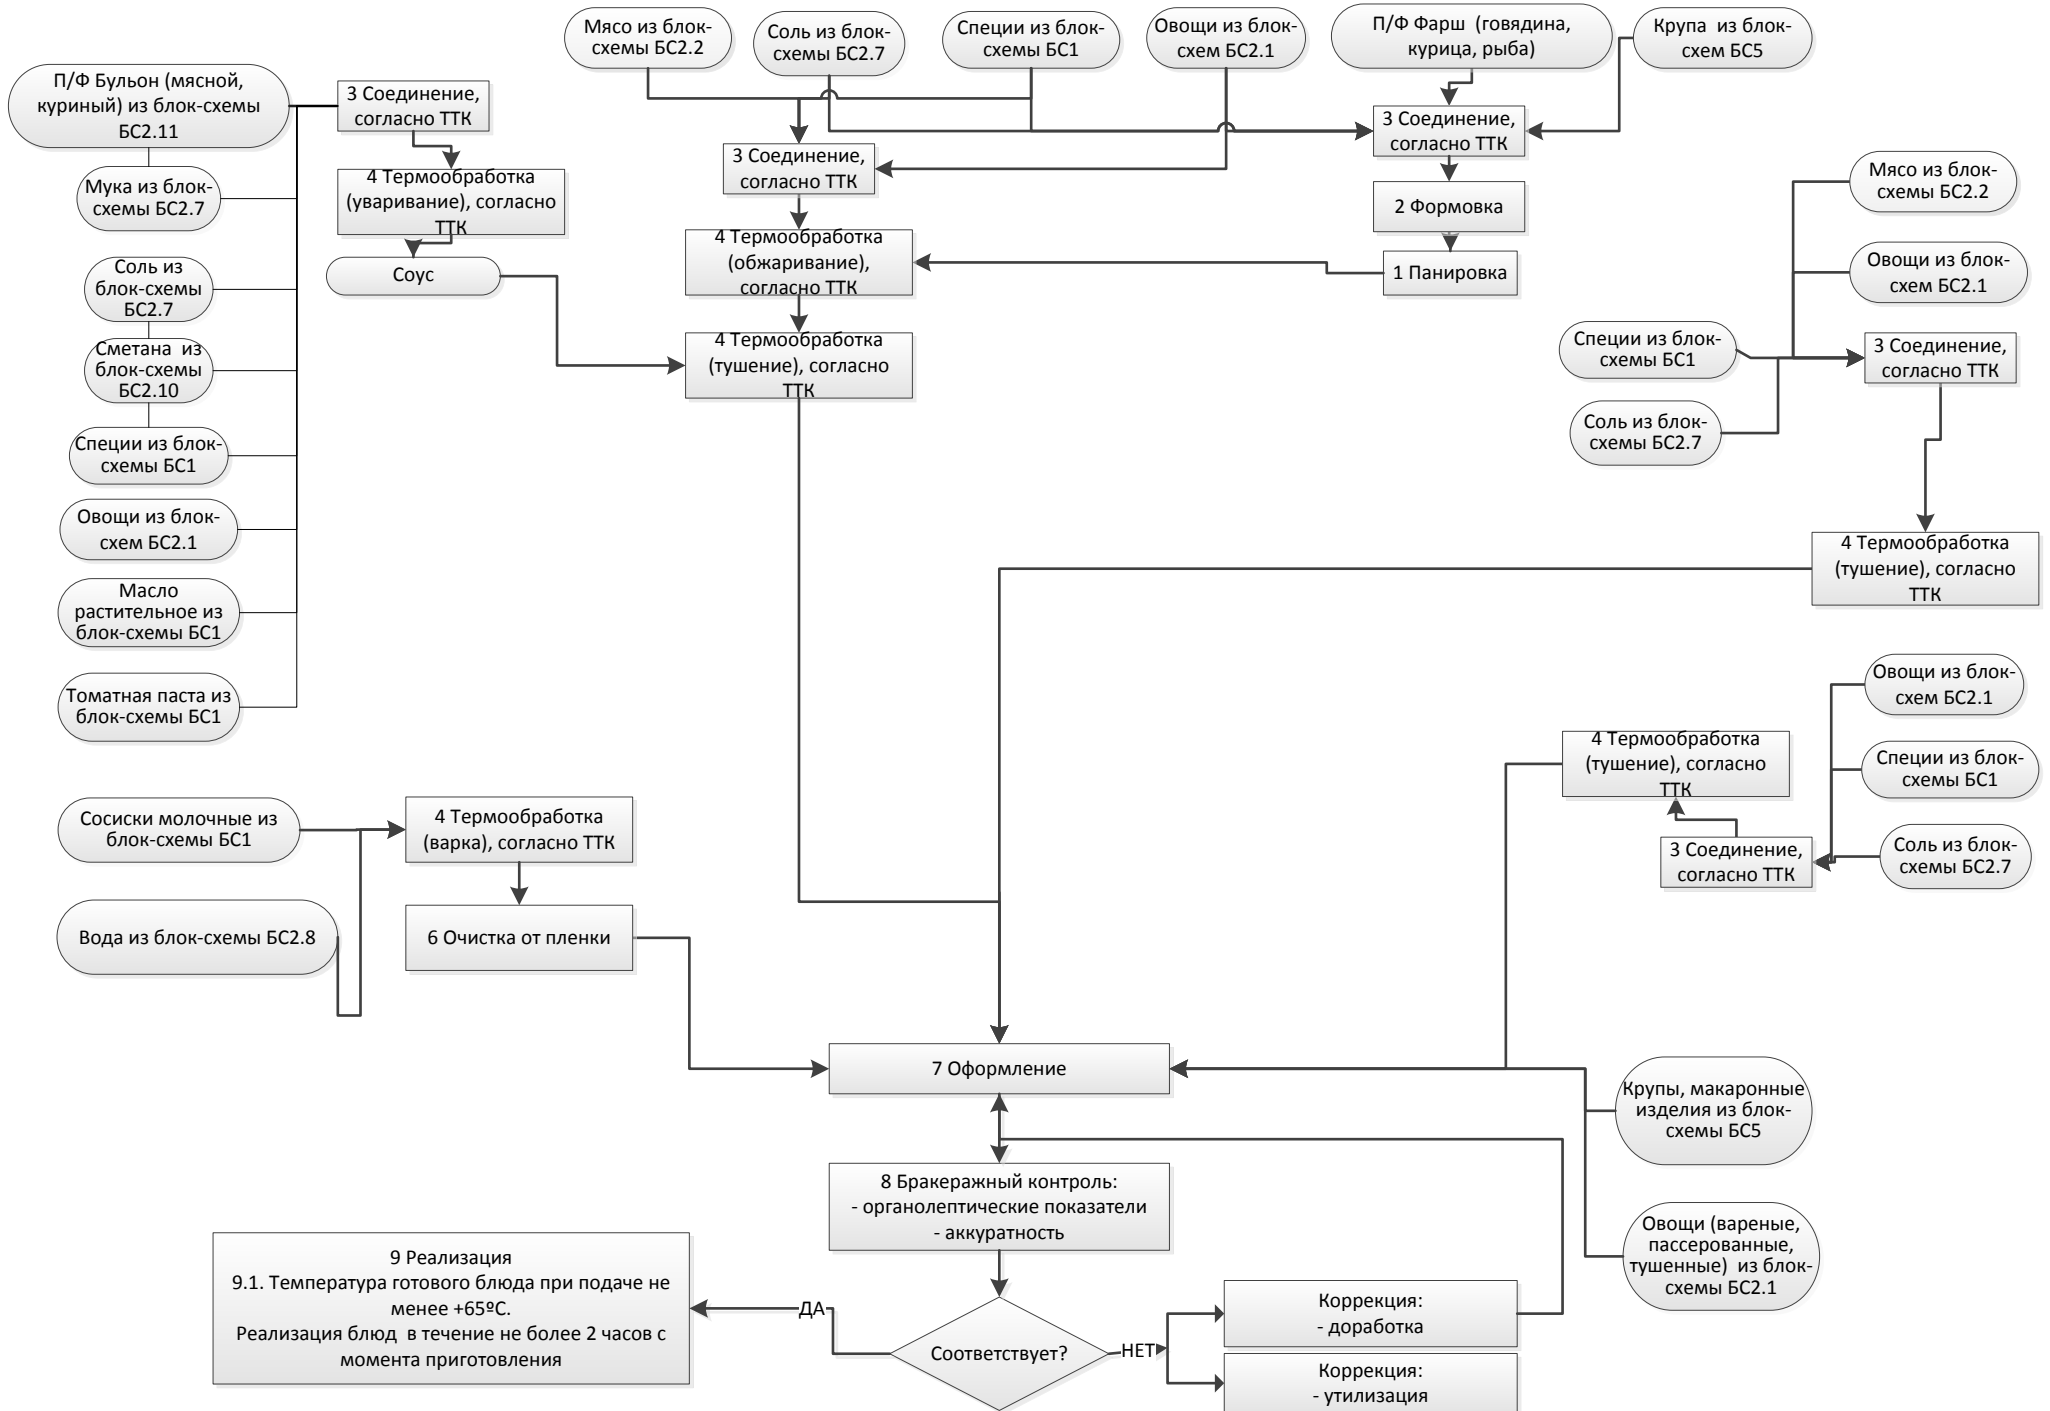 Мясо из блок-
схемы БС2.2
Соль из блок-
схемы БС2.7
Специи из блок-
схемы БС1
Овощи из блок-
схем БС2.1
П/Ф Фарш  (говядина,
курица, рыба)
Крупа  из блок-
схем БС5
П/Ф Бульон (мясной,
куриный) из блок-схемы
БС2.11
3 Соединение,
согласно ТТК
3 Соединение,
согласно ТТК
3 Соединение,
согласно ТТК
Мука из блок-
схемы БС2.7
4 Термообработка
(уваривание), согласно
ТТК
2 Формовка
Мясо из блок-
схемы БС2.2
Соль из
блок-схемы
БС2.7
Соус
4 Термообработка
(обжаривание),
согласно ТТК
1 Панировка
Овощи из блок-
схем БС2.1
Сметана  из
блок-схемы
БС2.10
4 Термообработка
(тушение), согласно
ТТК
Специи из блок-
схемы БС1
3 Соединение,
согласно ТТК
Специи из блок-
схемы БС1
Соль из блок-
схемы БС2.7
Овощи из блок-
схем БС2.1
4 Термообработка
(тушение), согласно
ТТК
Масло
растительное из
блок-схемы БС1
Томатная паста из
блок-схемы БС1
Овощи из блок-
схем БС2.1
4 Термообработка
(тушение), согласно
ТТК
Специи из блок-
схемы БС1
Сосиски молочные из
блок-схемы БС1
4 Термообработка
(варка), согласно ТТК
3 Соединение,
согласно ТТК
Соль из блок-
схемы БС2.7
Вода из блок-схемы БС2.8
6 Очистка от пленки
7 Оформление
Крупы, макаронные
изделия из блок-
схемы БС5
8 Бракеражный контроль:
- органолептические показатели
- аккуратность
Овощи (вареные,
пассерованные,
тушенные)  из блок-
схемы БС2.1
9 Реализация
9.1. Температура готового блюда при подаче не
менее +65ºС.
Реализация блюд  в течение не более 2 часов с
момента приготовления
ДА
Соответствует?
НЕТ
Коррекция:
- доработка
Коррекция:
- утилизация